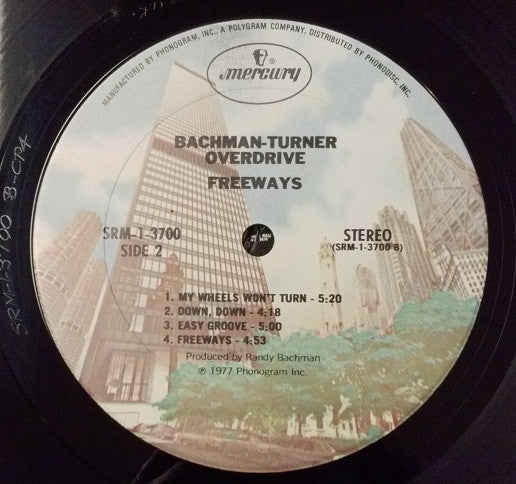 MANUFACTURED BY PHONOGRAM, INC., A POLYGRAM COMPANY, DISTRIBUTED BY PHONODISC, INC.
mercury®
BACHMAN-TURNER
OVERDRIVE
FREEWAYS
SRM-1-3700
SIDE 2
STEREO
(SRM-1-3700 B)
1. MY WHEELS WON'T TURN - 5:20
2. DOWN, DOWN - 4:18
3. EASY GROOVE - 5:00
4. FREEWAYS - 4:53
Produced by Randy Bachman
℗ 1977 Phonogram Inc.
SRM-1-3700 B CP4